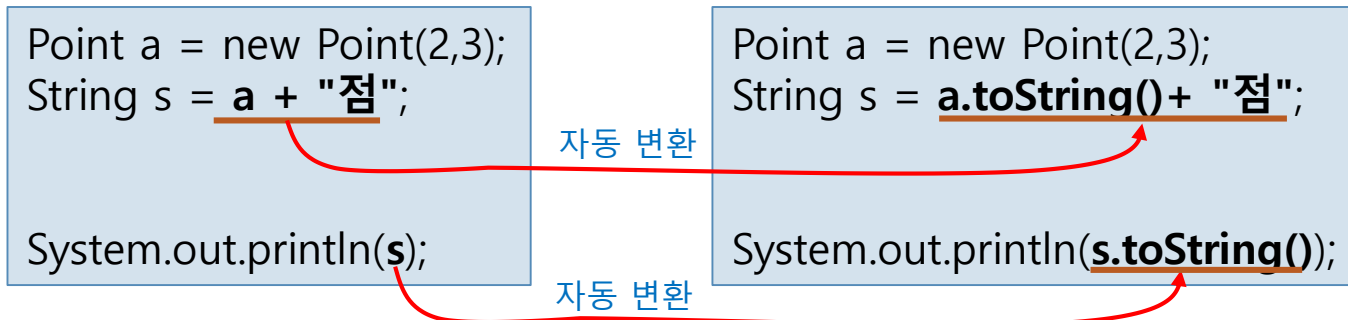 Point a = new Point(2,3);
String s = a + "점";
System.out.println(s);
자동 변환
자동 변환
Point a = new Point(2,3);
String s = a.toString()+ "점";
System.out.println(s.toString());